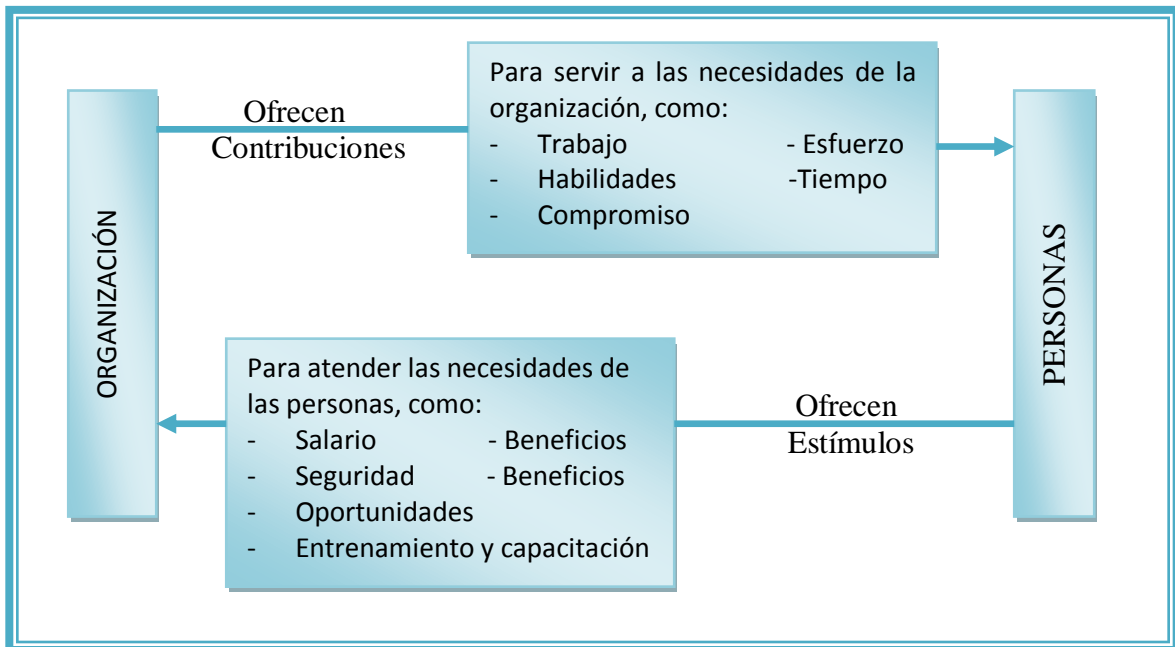 ORGANIZACIÓN
Ofrecen
Contribuciones
Para servir a las necesidades de la
organización, como:
- Trabajo - Esfuerzo
- Habilidades -Tiempo
- Compromiso
PERSONAS
Para atender las necesidades de
las personas, como:
- Salario - Beneficios
- Seguridad - Beneficios
- Oportunidades
- Entrenamiento y capacitación
Ofrecen
Estímulos